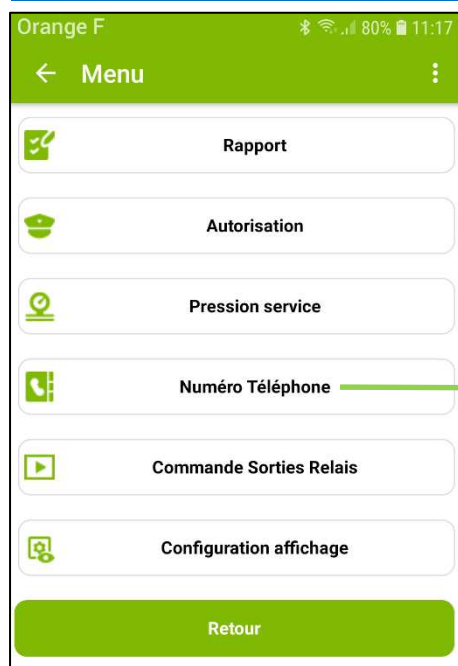 Orange F 80% 11:17
Menu
Rapport
Autorisation
Pression service
Numéro Téléphone
Commande Sorties Relais
Configuration affichage
Retour